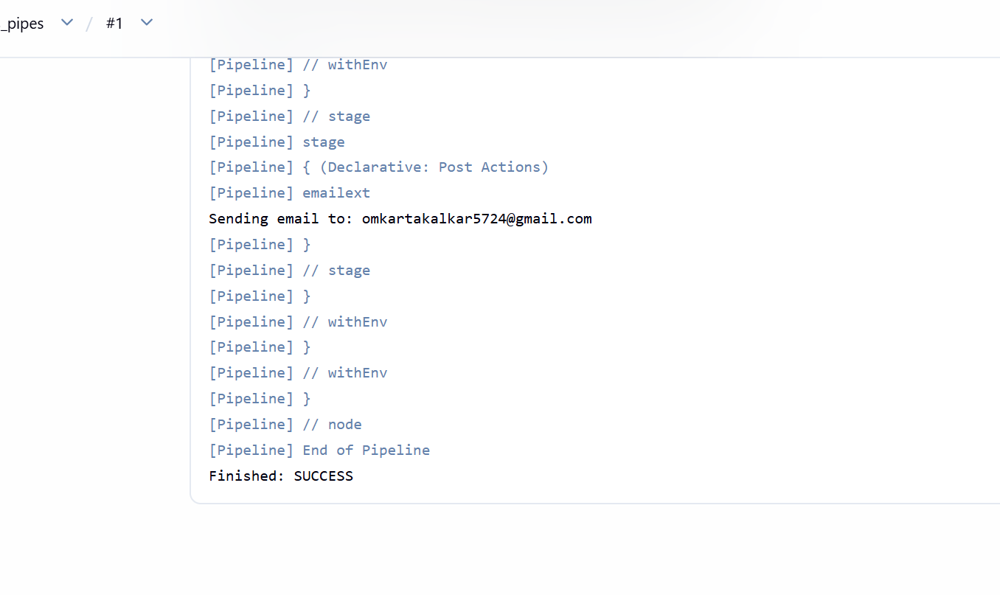 _pipes / #1
[Pipeline] // withEnv
[Pipeline] }
[Pipeline] // stage
[Pipeline] stage
[Pipeline] { (Declarative: Post Actions)
[Pipeline] emailext
Sending email to: omkartakalkar5724@gmail.com
[Pipeline] }
[Pipeline] // stage
[Pipeline] }
[Pipeline] // withEnv
[Pipeline] }
[Pipeline] // withEnv
[Pipeline] }
[Pipeline] // node
[Pipeline] End of Pipeline
Finished: SUCCESS